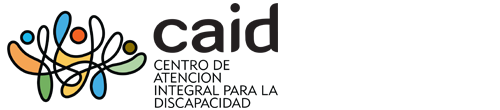 caid
CENTRO DE
ATENCION
INTEGRAL PARA LA
DISCAPACIDAD